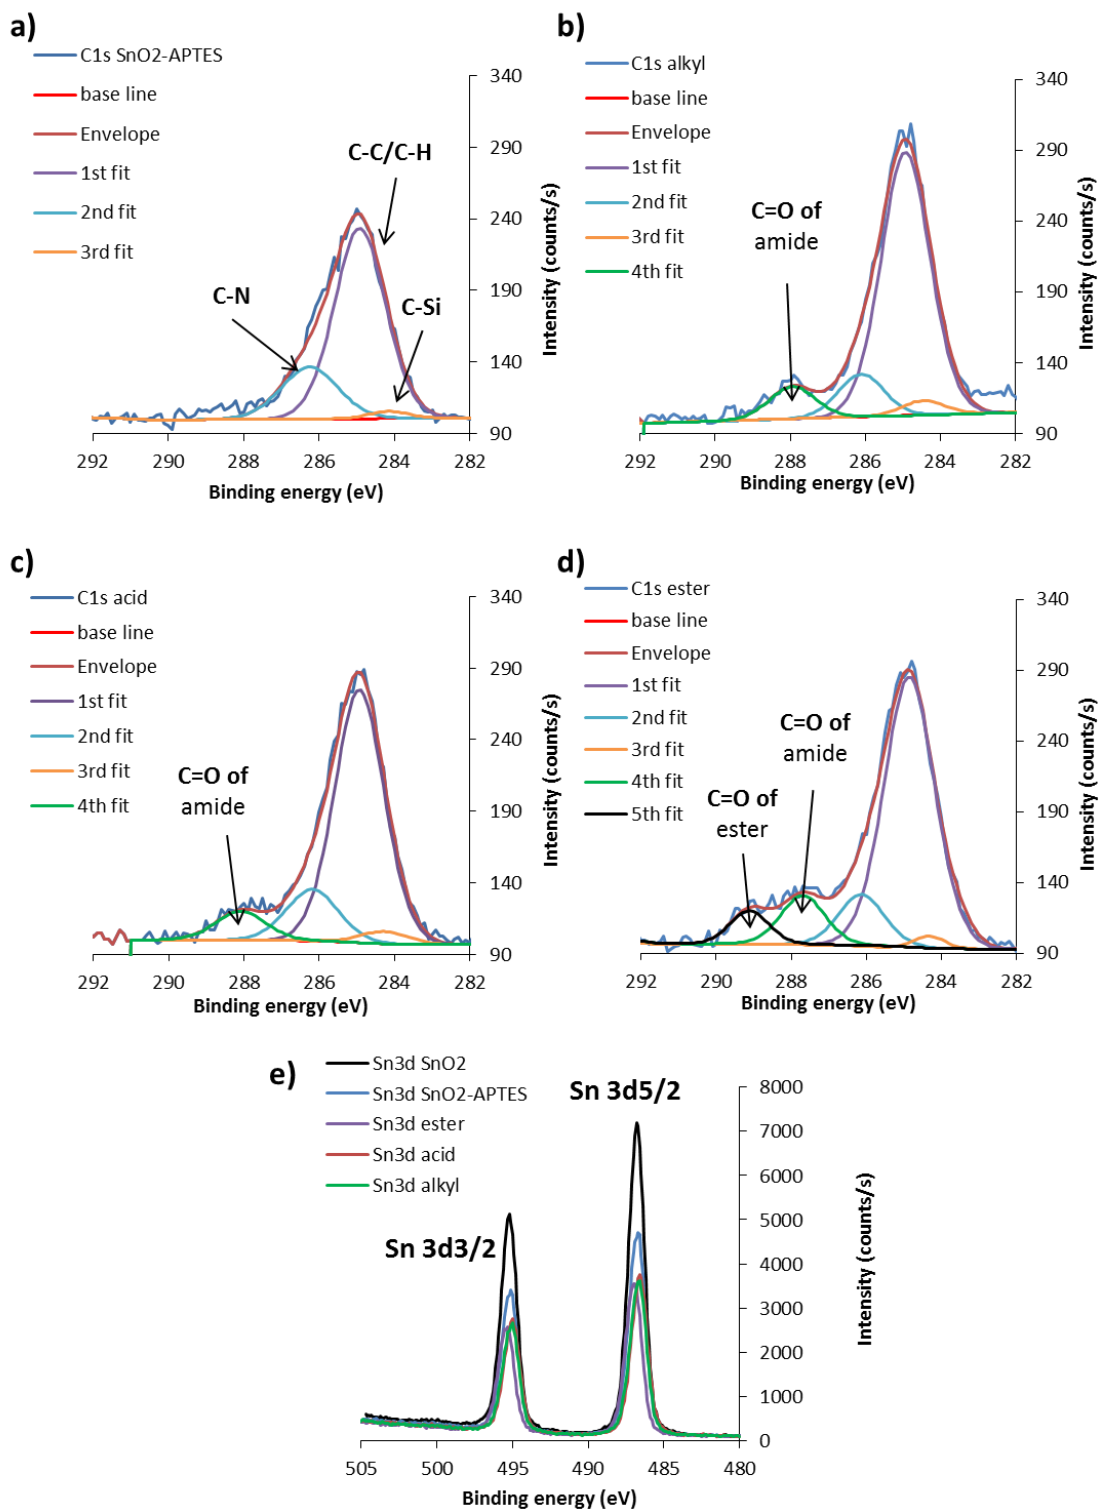 a)
C1s SnO2-APTES
base line
Envelope
1st fit
2nd fit
3rd fit
C-C/C-H
C-N
C-Si
340
290
240
190
140
90
Intensity (counts/s)
292 290 288 286 284 282
Binding energy (eV)
b)
C1s alkyl
base line
Envelope
1st fit
2nd fit
3rd fit
4th fit
C=O of
amide
340
290
240
190
140
90
Intensity (counts/s)
292 290 288 286 284 282
Binding energy (eV)
c)
C1s acid
base line
Envelope
1st fit
2nd fit
3rd fit
4th fit
C=O of
amide
340
290
240
190
140
90
Intensity (counts/s)
292 290 288 286 284 282
Binding energy (eV)
d)
C1s ester
base line
Envelope
1st fit
2nd fit
3rd fit
4th fit
5th fit
C=O of
amide
C=O of
ester
340
290
240
190
140
90
Intensity (counts/s)
292 290 288 286 284 282
Binding energy (eV)
e)
Sn3d SnO2
Sn3d SnO2-APTES
Sn3d ester
Sn3d acid
Sn3d alkyl
Sn 3d5/2
Sn 3d3/2
8000
7000
6000
5000
4000
3000
2000
1000
0
Intensity (counts/s)
505 500 495 490 485 480
Binding energy (eV)